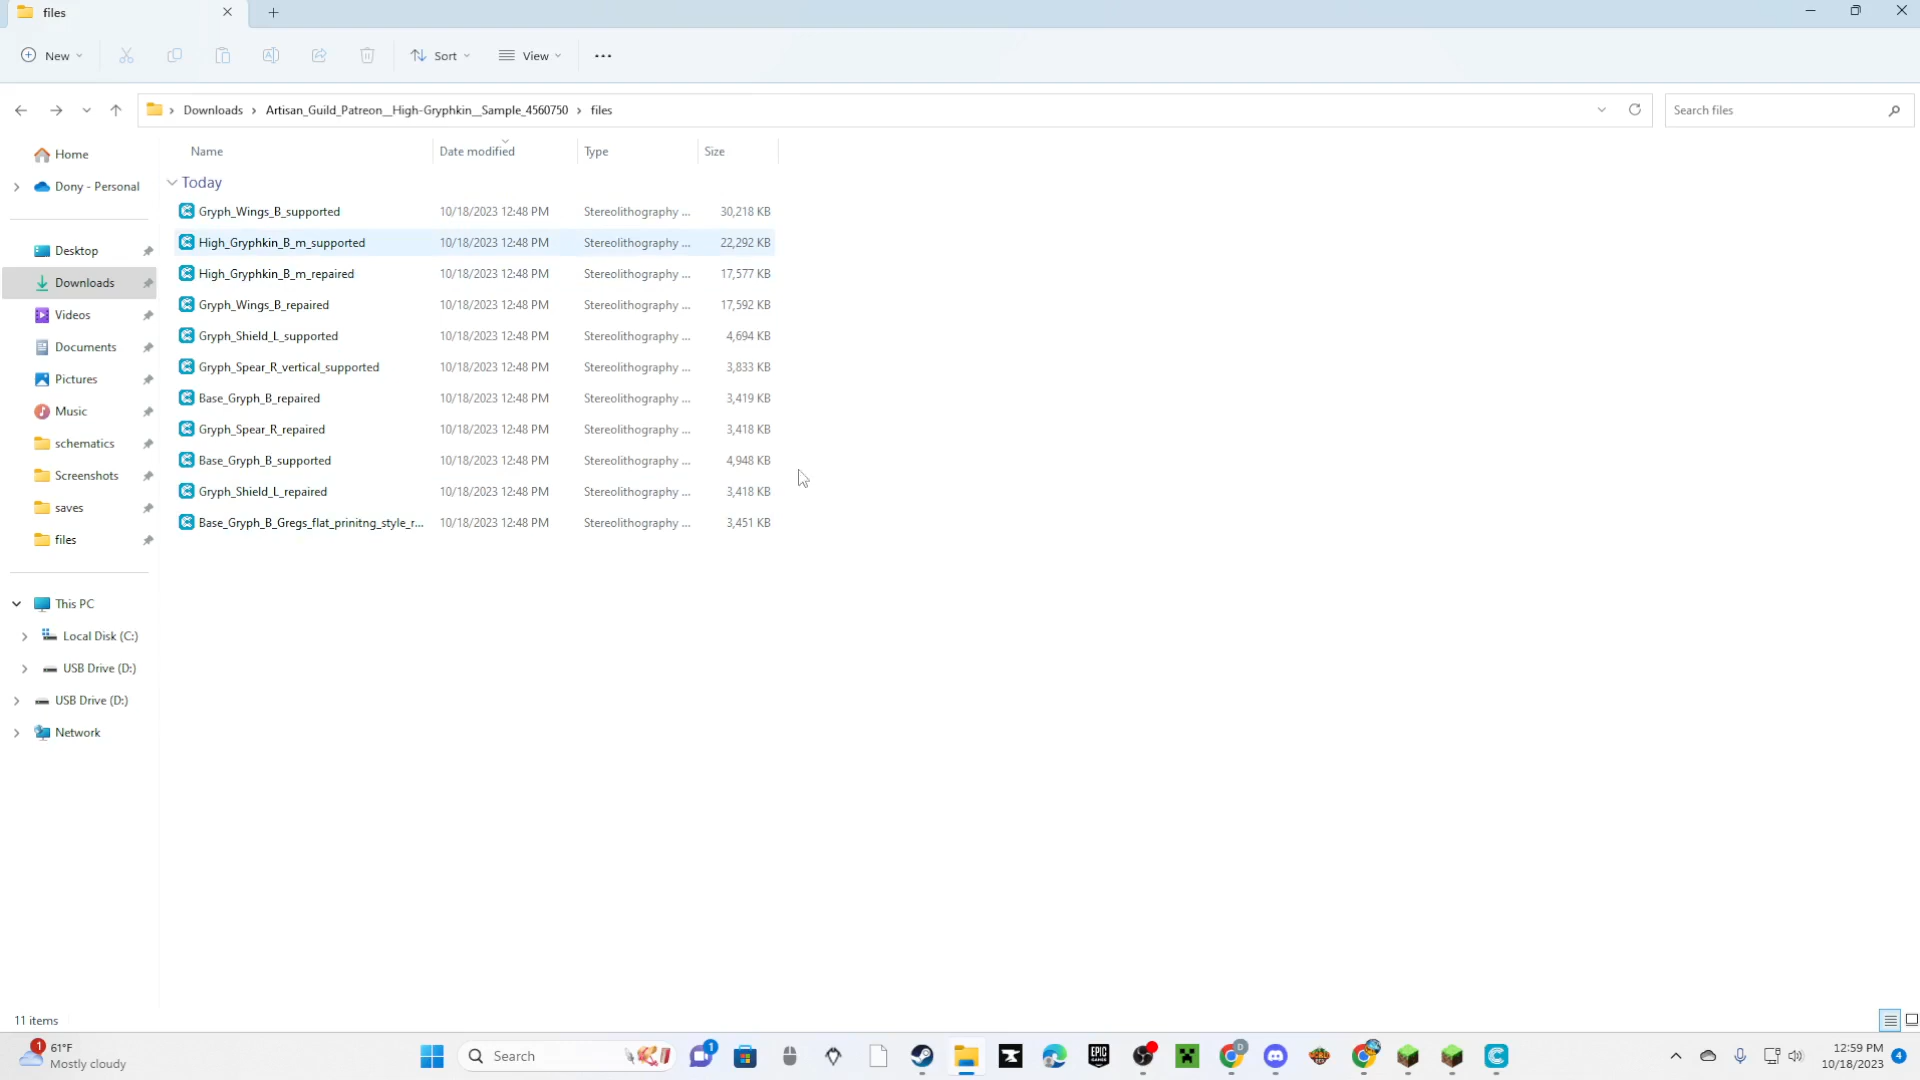 files
New
Sort
View
Downloads › Artisan_Guild_Patreon__High-Gryphkin__Sample_4560750 › files
Search files
Name Date modified Type Size
Home
Dony - Personal
Desktop
Downloads
Videos
Documents
Pictures
Music
schematics
Screenshots
saves
files
This PC
Local Disk (C:)
USB Drive (D:)
USB Drive (D:)
Network
Today
Gryph_Wings_B_supported 10/18/2023 12:48 PM Stereolithography ... 30,218 KB
High_Gryphkin_B_m_supported 10/18/2023 12:48 PM Stereolithography ... 22,292 KB
High_Gryphkin_B_m_repaired 10/18/2023 12:48 PM Stereolithography ... 17,577 KB
Gryph_Wings_B_repaired 10/18/2023 12:48 PM Stereolithography ... 17,592 KB
Gryph_Shield_L_supported 10/18/2023 12:48 PM Stereolithography ... 4,694 KB
Gryph_Spear_R_vertical_supported 10/18/2023 12:48 PM Stereolithography ... 3,833 KB
Base_Gryph_B_repaired 10/18/2023 12:48 PM Stereolithography ... 3,419 KB
Gryph_Spear_R_repaired 10/18/2023 12:48 PM Stereolithography ... 3,418 KB
Base_Gryph_B_supported 10/18/2023 12:48 PM Stereolithography ... 4,948 KB
Gryph_Shield_L_repaired 10/18/2023 12:48 PM Stereolithography ... 3,418 KB
Base_Gryph_B_Gregs_flat_prinitng_style_r... 10/18/2023 12:48 PM Stereolithography ... 3,451 KB
11 items
1
61°F
Mostly cloudy
Search
1
EPIC
GAMES
D
12:59 PM
10/18/2023
4